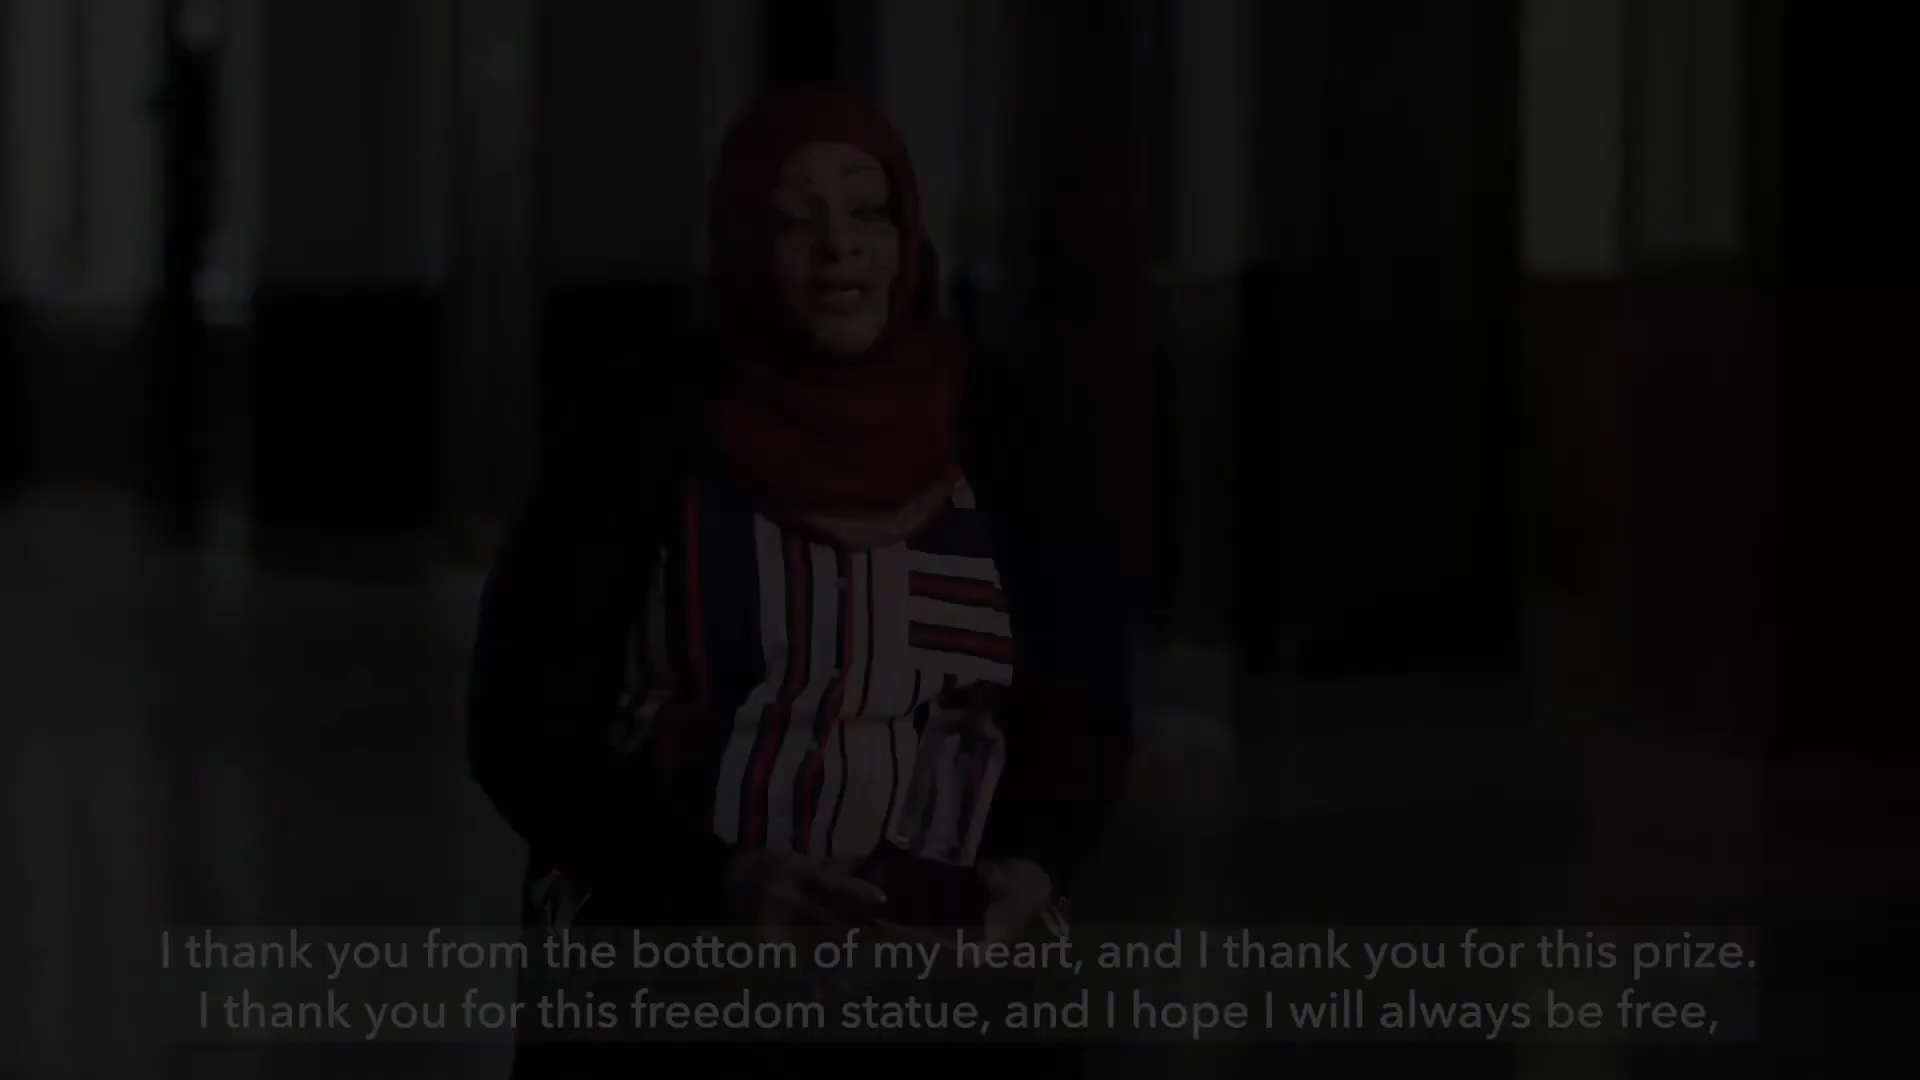 I thank you from the bottom of my heart, and I thank you for this prize.
I thank you for this freedom statue, and I hope I will always be free,